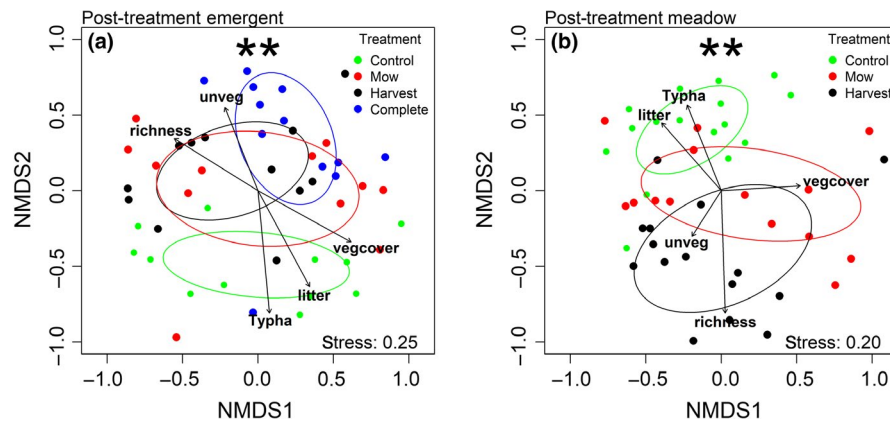 Post-treatment emergent
(a)
**
Treatment
Control
Mow
Harvest
Complete
unveg
richness
vegcover
litter
Typha
Stress: 0.25
NMDS2
1.0
0.5
0.0
−0.5
−1.0
−1.0 −0.5 0.0 0.5 1.0
NMDS1
Post-treatment meadow
(b)
**
Treatment
Control
Mow
Harvest
Typha
litter
vegcover
unveg
richness
Stress: 0.20
NMDS2
1.0
0.5
0.0
−0.5
−1.0
−1.0 −0.5 0.0 0.5 1.0
NMDS1